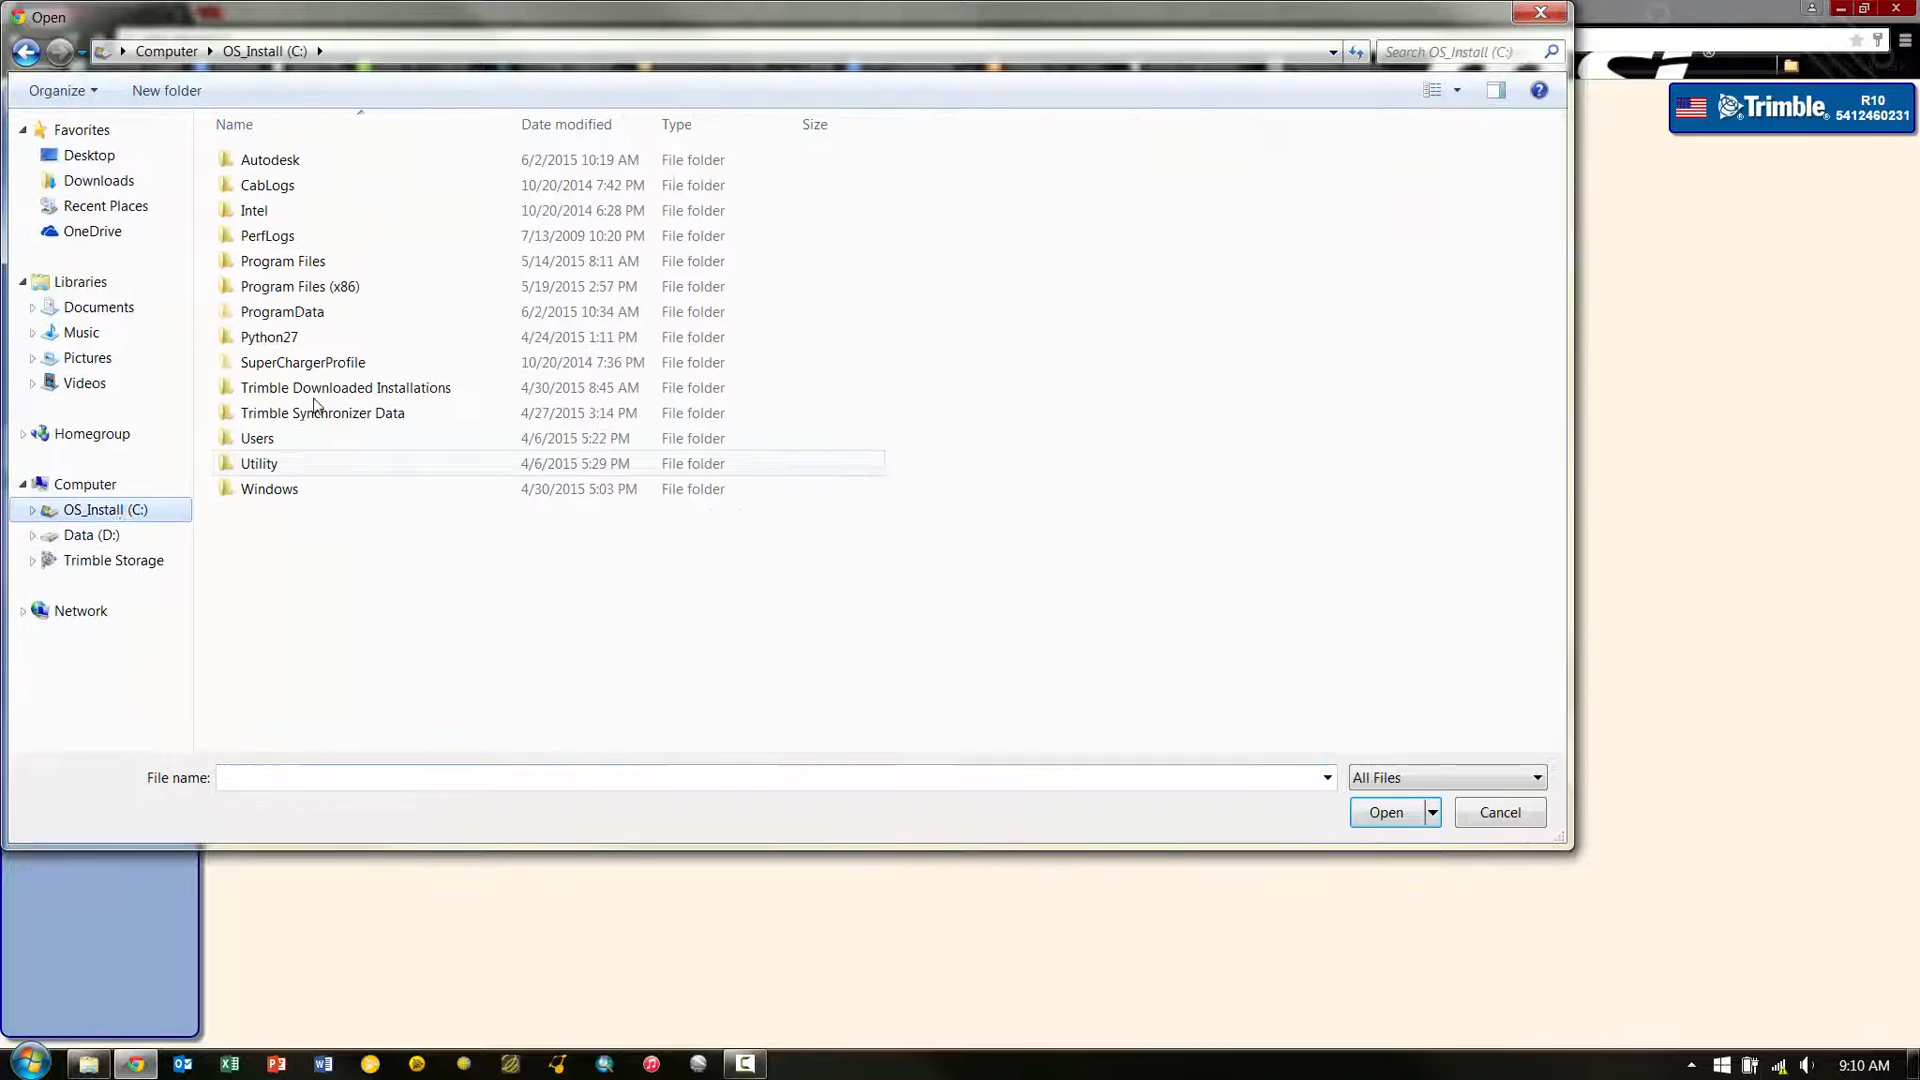 Open
Computer OS_Install (C:)
Search OS_Install (C:)
Organize New folder
Trimble. R10
5412460231
Name Date modified Type Size
Favorites
Desktop
Downloads
Recent Places
OneDrive
Libraries
Documents
Music
Pictures
Videos
Homegroup
Computer
OS_Install (C:)
Data (D:)
Trimble Storage
Network
Autodesk 6/2/2015 10:19 AM File folder
CabLogs 10/20/2014 7:42 PM File folder
Intel 10/20/2014 6:28 PM File folder
PerfLogs 7/13/2009 10:20 PM File folder
Program Files 5/14/2015 8:11 AM File folder
Program Files (x86) 5/19/2015 2:57 PM File folder
ProgramData 6/2/2015 10:34 AM File folder
Python27 4/24/2015 1:11 PM File folder
SuperChargerProfile 10/20/2014 7:36 PM File folder
Trimble Downloaded Installations 4/30/2015 8:45 AM File folder
Trimble Synchronizer Data 4/27/2015 3:14 PM File folder
Users 4/6/2015 5:22 PM File folder
Utility 4/6/2015 5:29 PM File folder
Windows 4/30/2015 5:03 PM File folder
File name: All Files
Open Cancel
9:10 AM